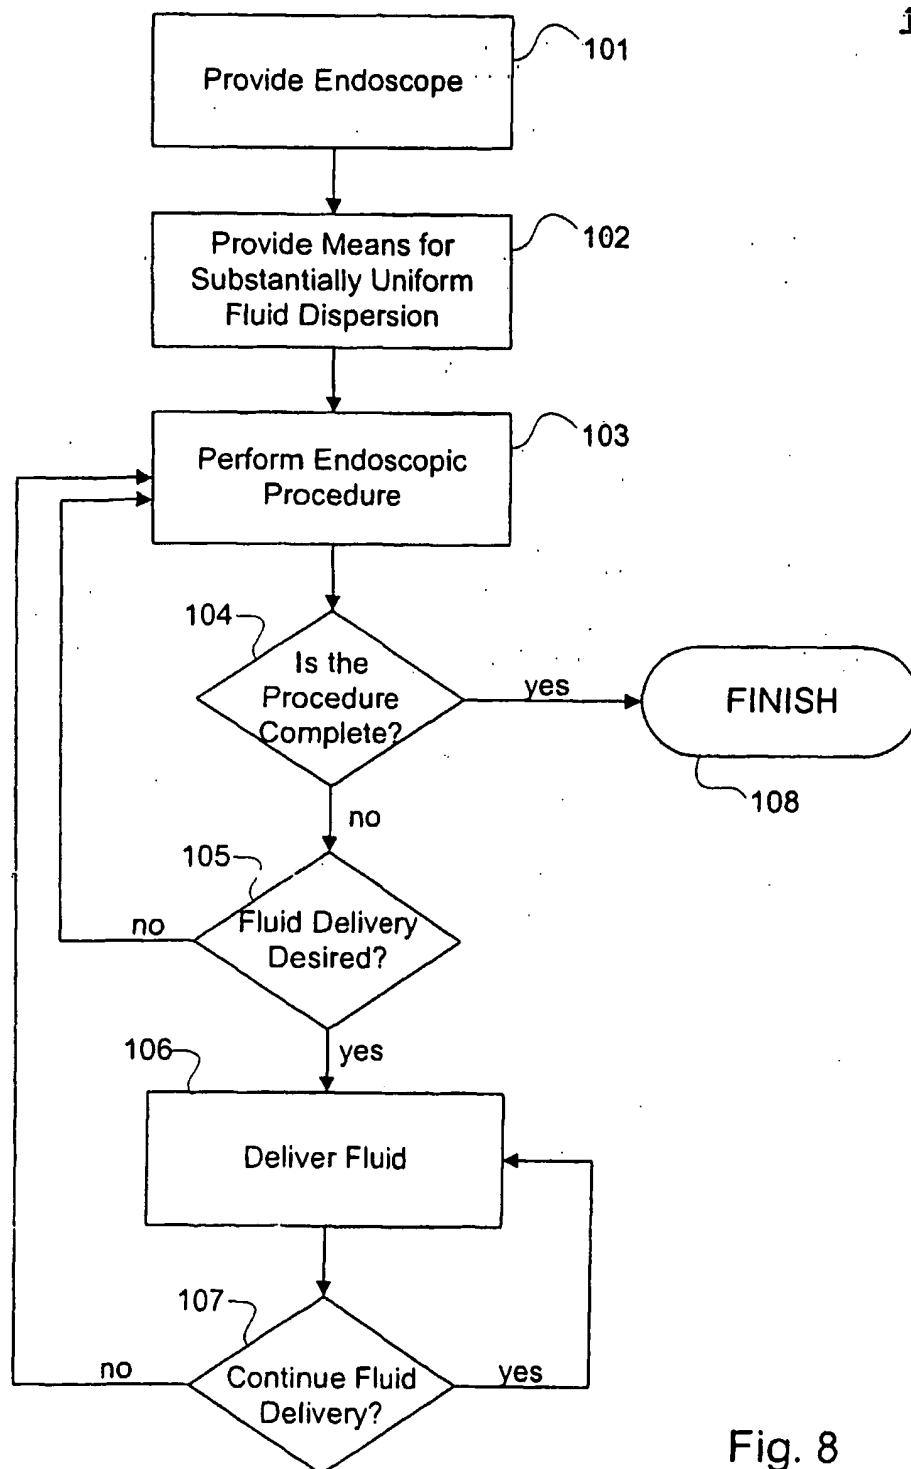 Provide Endoscope
101
Provide Means for
Substantially Uniform
Fluid Dispersion
102
Perform Endoscopic
Procedure
103
104
Is the
Procedure
Complete?
yes
FINISH
108
no
105
Fluid Delivery
Desired?
no
yes
106
Deliver Fluid
107
Continue Fluid
Delivery?
no
yes
Fig. 8